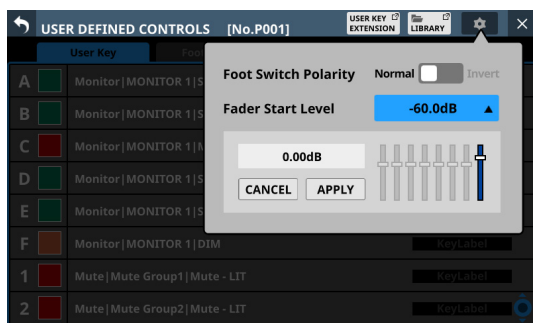 USER DEFINED CONTROLS [No.P001]
USER KEY EXTENSION
LIBRARY
User Key
Foo
Foot Switch Polarity Normal Invert
Fader Start Level -60.0dB
0.00dB
CANCEL APPLY
A Monitor|MONITOR 1|S
B Monitor|MONITOR 1|S
C Monitor|MONITOR 1|
D Monitor|MONITOR 1|S
E Monitor|MONITOR 1|S
F Monitor|MONITOR 1|DIM KeyLabel
1 Mute|Mute Group1|Mute - LIT KeyLabel
2 Mute|Mute Group2|Mute - LIT KeyLabel